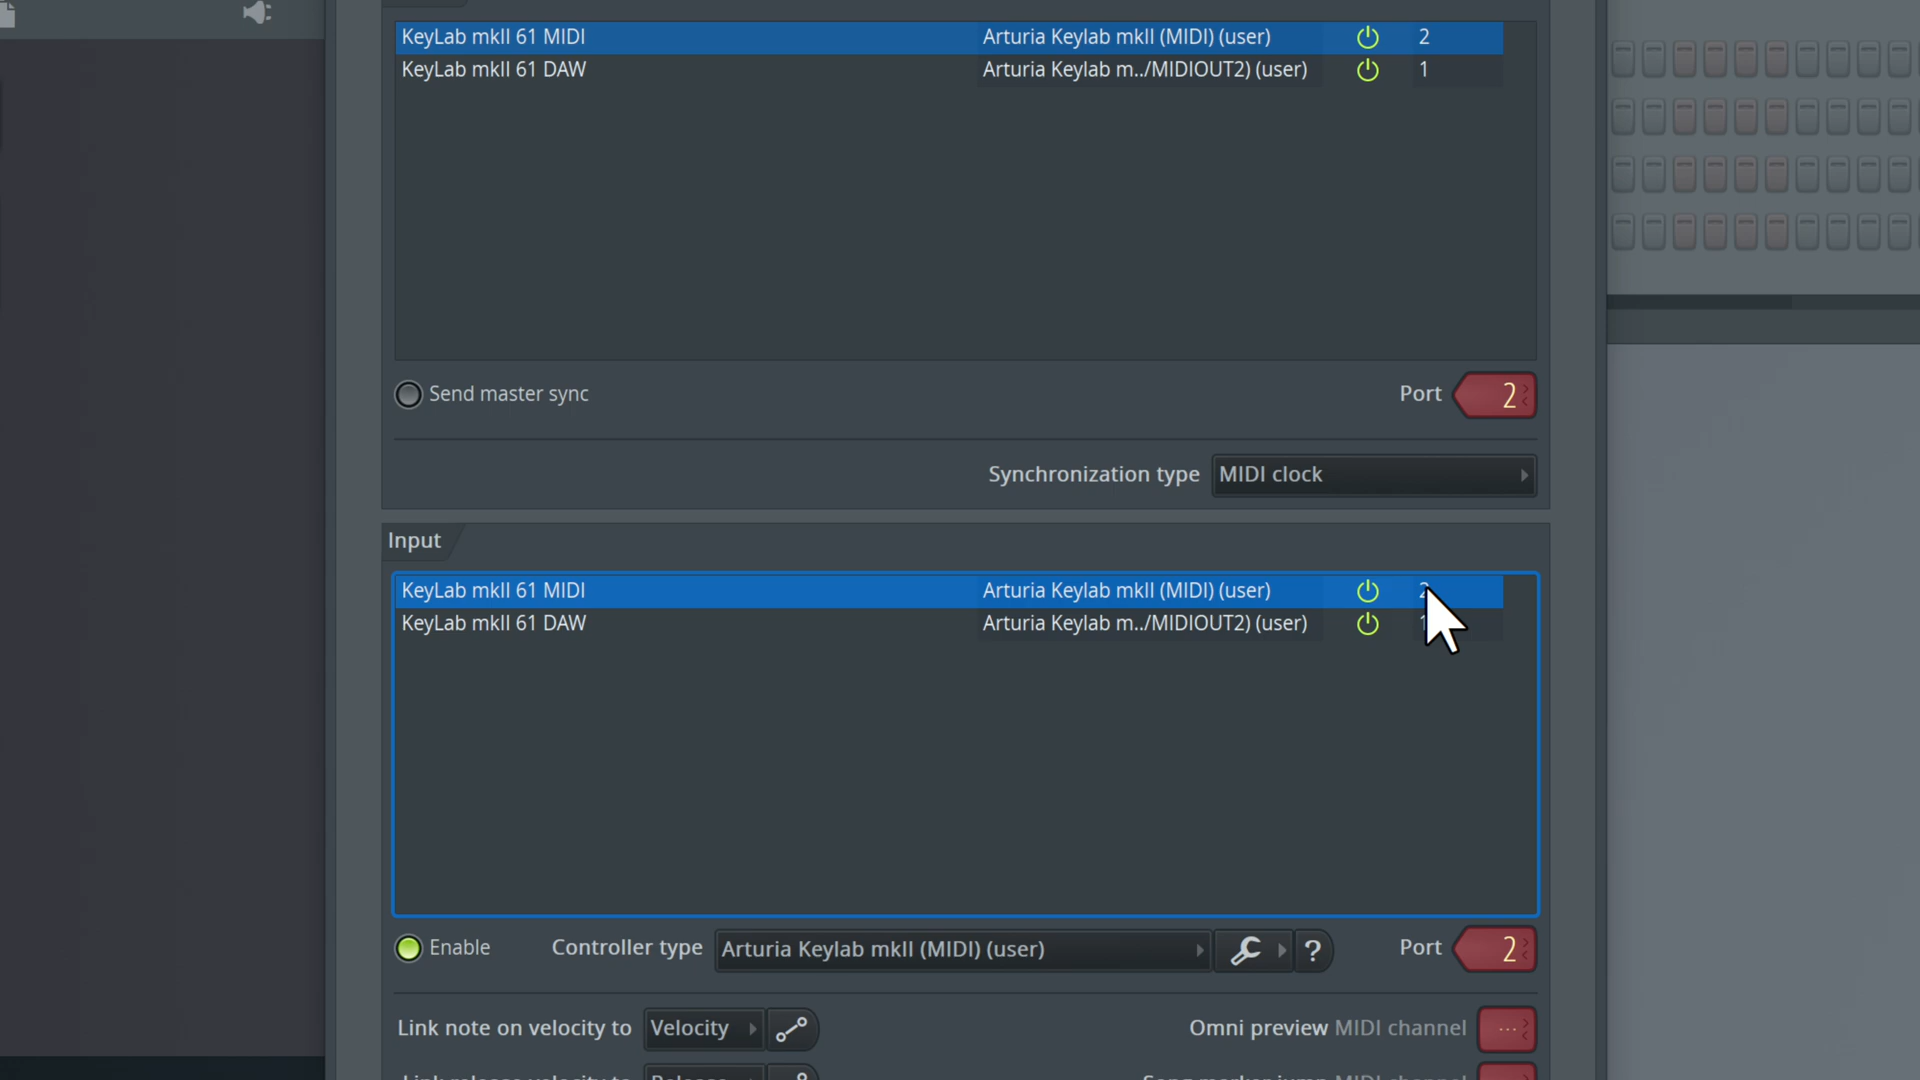 KeyLab mkII 61 MIDI Arturia Keylab mkII (MIDI) (user) 2
KeyLab mkII 61 DAW Arturia Keylab m../MIDIOUT2) (user) 1
Send master sync Port 2
Synchronization type MIDI clock
Input
KeyLab mkII 61 MIDI Arturia Keylab mkII (MIDI) (user)
KeyLab mkII 61 DAW Arturia Keylab m../MIDIOUT2) (user)
Enable Controller type Arturia Keylab mkII (MIDI) (user) ? Port 2
Link note on velocity to Velocity Omni preview MIDI channel ...